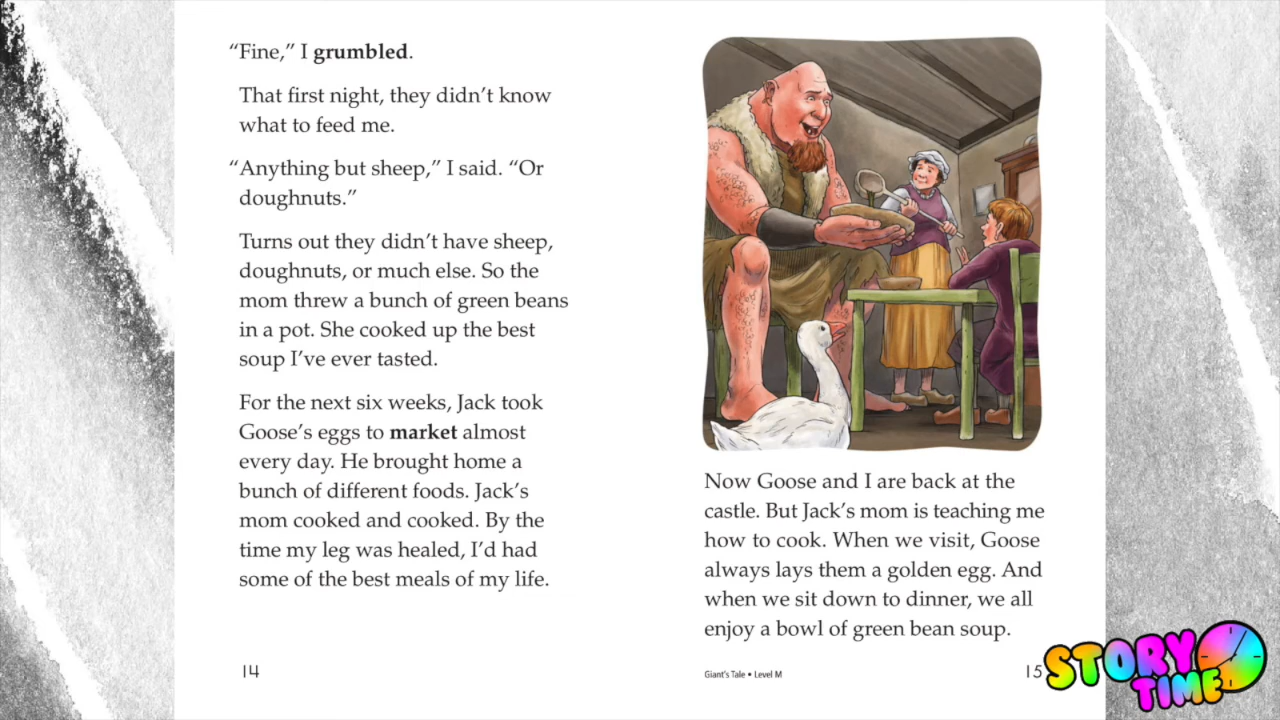 “Fine,” I grumbled.
That first night, they didn’t know
what to feed me.
“Anything but sheep,” I said. “Or
doughnuts.”
Turns out they didn’t have sheep,
doughnuts, or much else. So the
mom threw a bunch of green beans
in a pot. She cooked up the best
soup I’ve ever tasted.
For the next six weeks, Jack took
Goose’s eggs to market almost
every day. He brought home a
bunch of different foods. Jack’s
mom cooked and cooked. By the
time my leg was healed, I’d had
some of the best meals of my life.
14
Now Goose and I are back at the
castle. But Jack’s mom is teaching me
how to cook. When we visit, Goose
always lays them a golden egg. And
when we sit down to dinner, we all
enjoy a bowl of green bean soup.
Giant's Tale • Level M
15
STORY
TIME